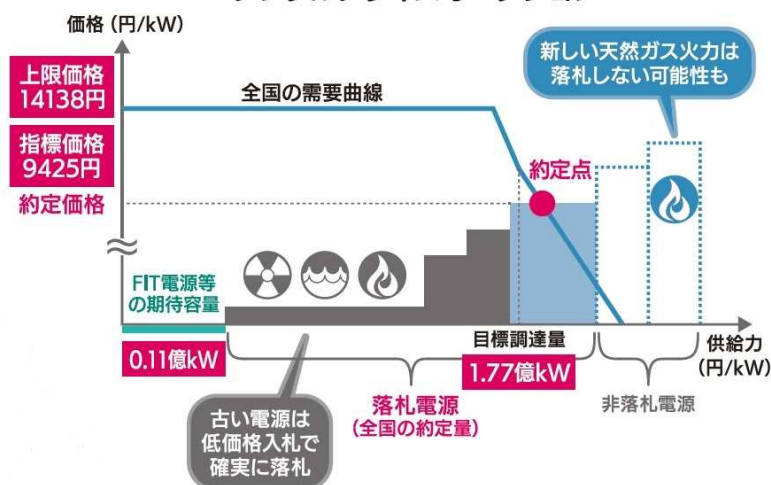 価格（円/kW）
上限価格
14138円
全国の需要曲線
新しい天然ガス火力は
落札しない可能性も
指標価格
9425円
約定点
約定価格
FIT電源等
の期待容量
目標調達量
供給力
（円/kW）
0.11億kW
1.77億kW
落札電源
（全国の約定量）
非落札電源
古い電源は
低価格入札で
確実に落札